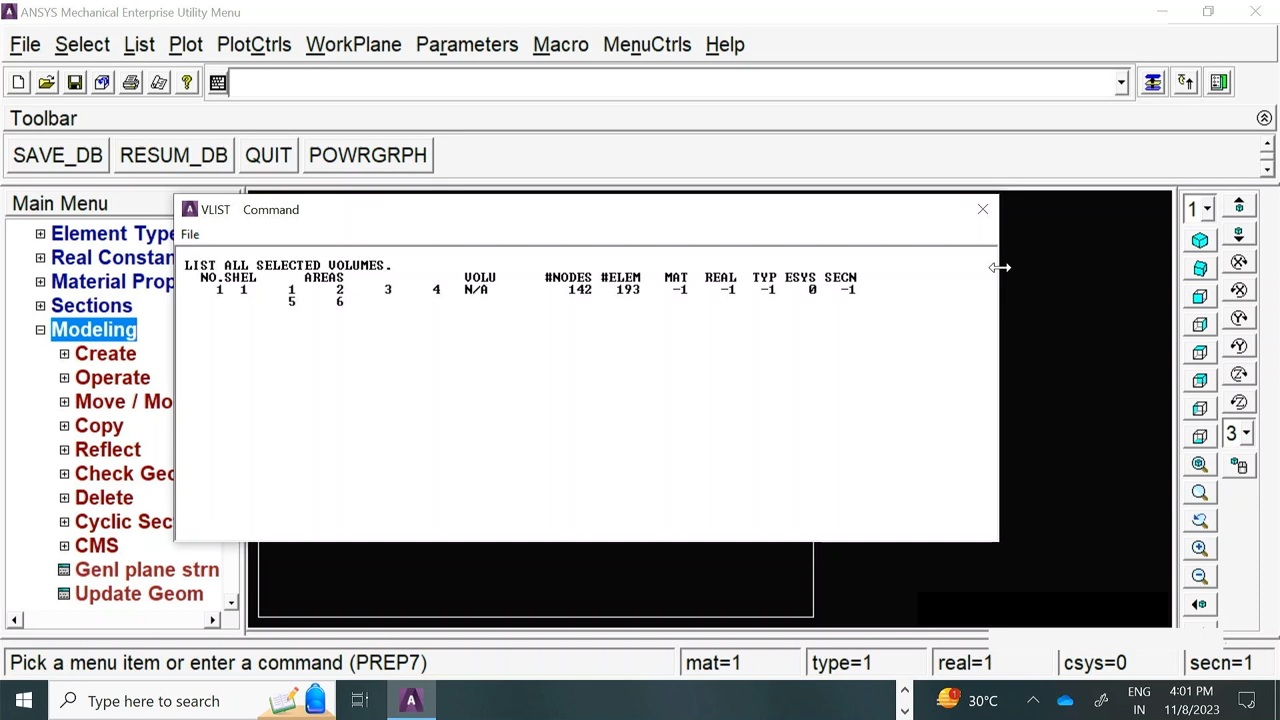 ANSYS Mechanical Enterprise Utility Menu
File Select List Plot PlotCtrls WorkPlane Parameters Macro MenuCtrls Help
Toolbar
SAVE_DB RESUM_DB QUIT POWRGRPH
Main Menu
Element Type
Real Constan
Material Prop
Sections
Modeling
Create
Operate
Move / Mo
Copy
Reflect
Check Geo
Delete
Cyclic Sec
CMS
Genl plane strn
Update Geom
VLIST Command
File
LIST ALL SELECTED VOLUMES.
NO.SHEL AREAS VOLU #NODES #ELEM MAT REAL TYP ESYS SECN
1 1 1 2 3 4 N/A 142 193 -1 -1 -1 0 -1
5 6
1
3
Pick a menu item or enter a command (PREP7) mat=1 type=1 real=1 csys=0 secn=1
Type here to search
1
30°C
ENG
IN
4:01 PM
11/8/2023